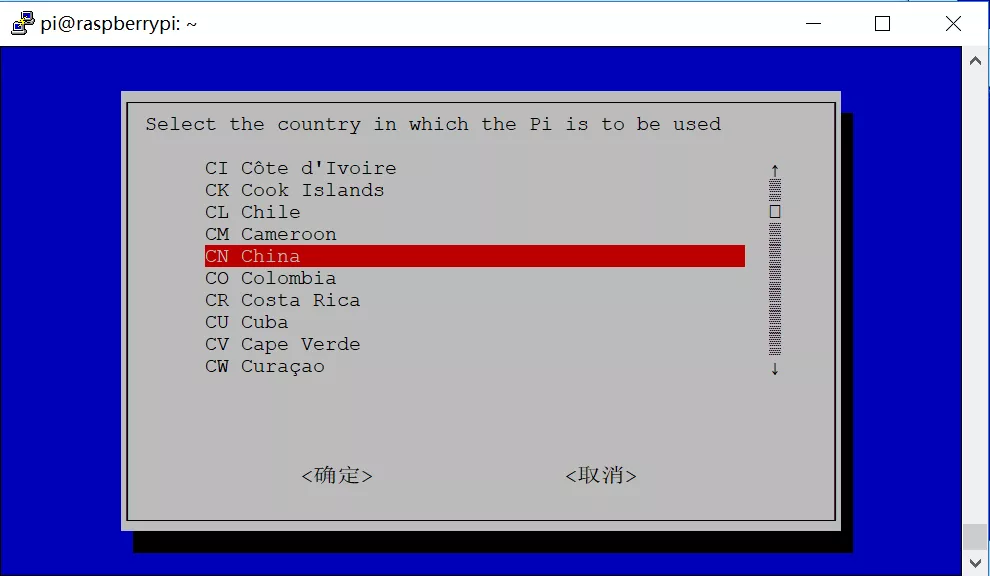 pi@raspberrypi: ~
Select the country in which the Pi is to be used
CI Côte d'Ivoire
CK Cook Islands
CL Chile
CM Cameroon
CN China
CO Colombia
CR Costa Rica
CU Cuba
CV Cape Verde
CW Curaçao
<确定> <取消>